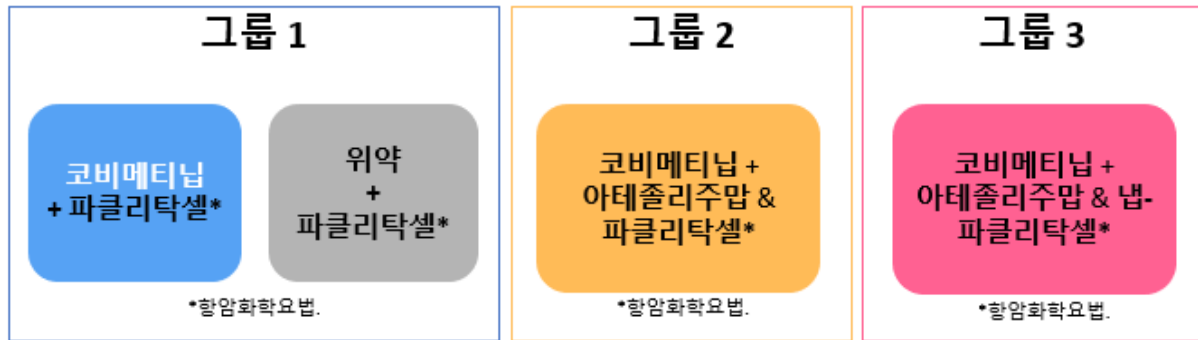 그룹 1
코비메티닙
+ 파클리탁셀*
위약
+
파클리탁셀*
*항암화학요법.
그룹 2
코비메티닙 +
아테졸리주맙 &
파클리탁셀*
*항암화학요법.
그룹 3
코비메티닙 +
아테졸리주맙 & 냅-
파클리탁셀*
*항암화학요법.